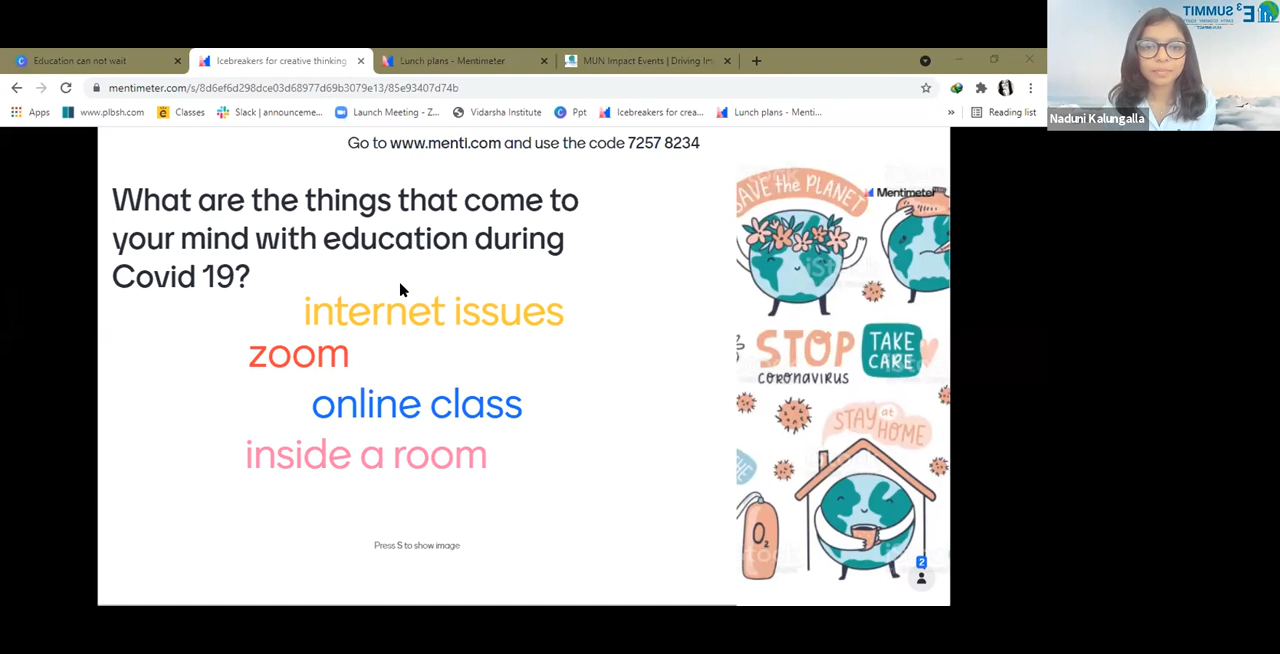 Education can not wait
Icebreakers for creative thinking
Lunch plans - Mentimeter
MUN Impact Events | Driving Im
mentimeter.com/s/8d6ef6d298dce03d68977d69b3079e13/85e93407d74b
Apps
www.plbsh.com
Classes
Slack | announceme...
Launch Meeting - Z...
Vidarsha Institute
Ppt
Icebreakers for crea...
Lunch plans - Menti...
»
Reading list
E³ SUMMIT
Naduni Kalungalla
Go to www.menti.com and use the code 7257 8234
What are the things that come to
your mind with education during
Covid 19?
internet issues
zoom
online class
inside a room
Press S to show image
SAVE the PLANET
Mentimeter
iStock
STOP
CORONAVIRUS
TAKE
CARE
STAY at
HOME
THE
O₂
2